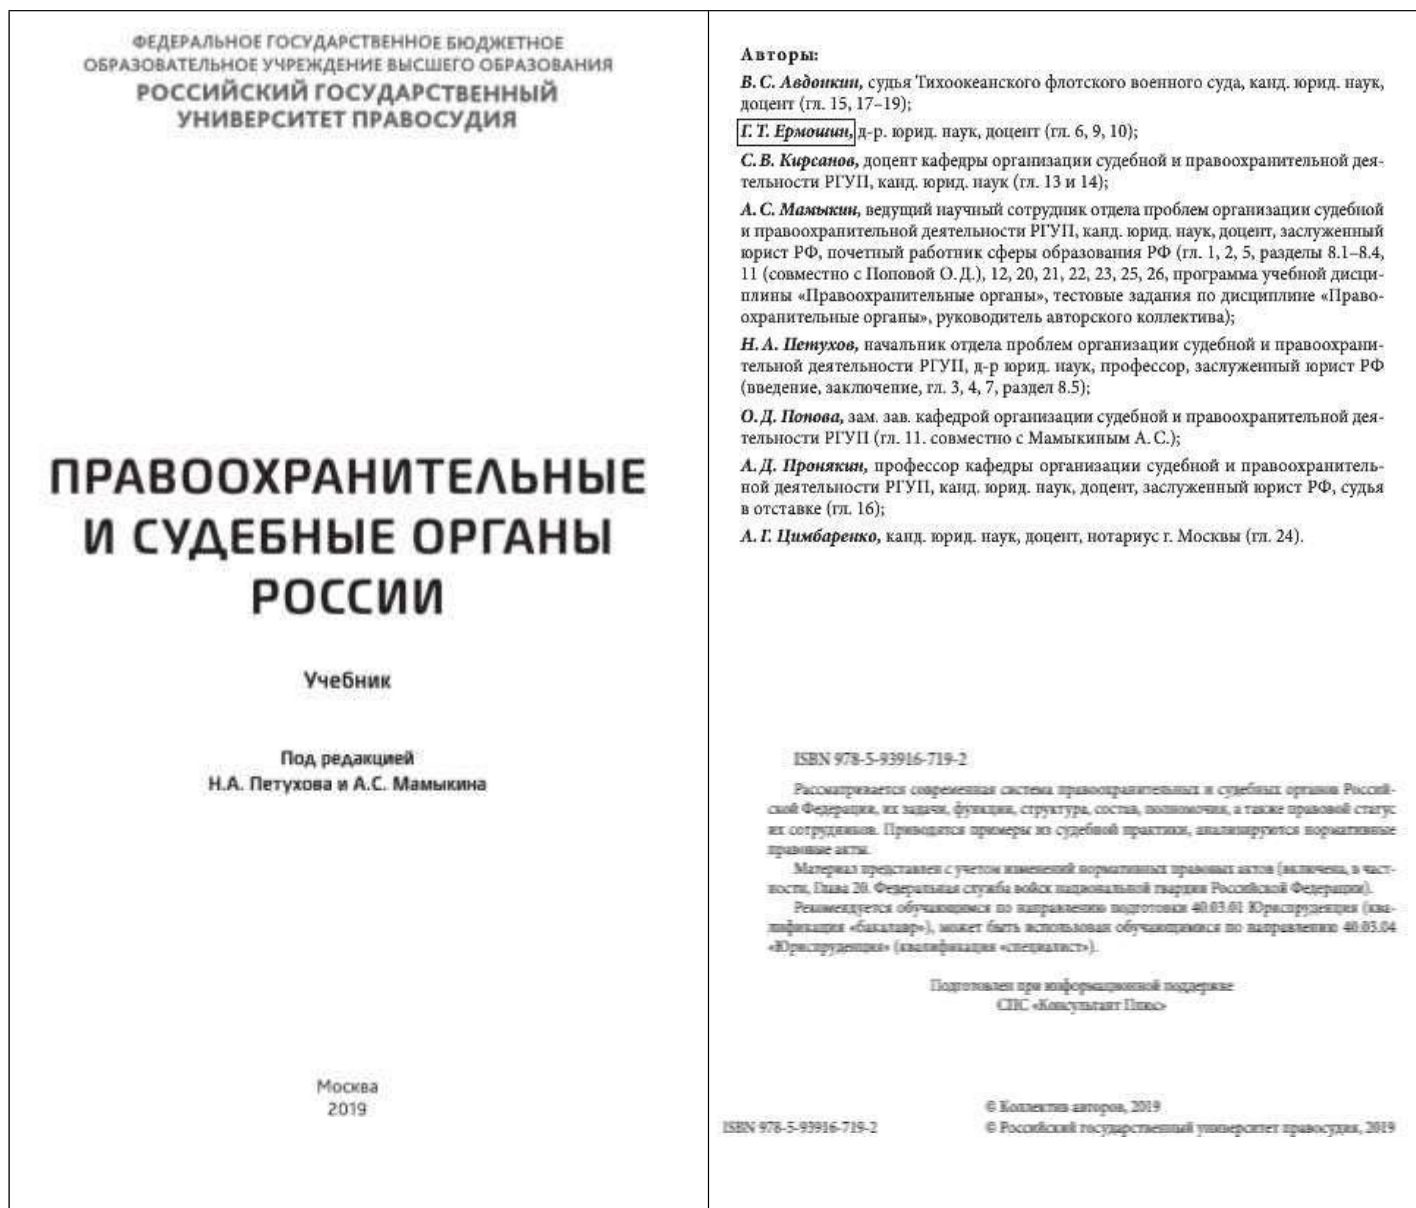 ФЕДЕРАЛЬНОЕ ГОСУДАРСТВЕННОЕ БЮДЖЕТНОЕ
ОБРАЗОВАТЕЛЬНОЕ УЧРЕЖДЕНИЕ ВЫСШЕГО ОБРАЗОВАНИЯ
РОССИЙСКИЙ ГОСУДАРСТВЕННЫЙ
УНИВЕРСИТЕТ ПРАВОСУДИЯ
ПРАВООХРАНИТЕЛЬНЫЕ
И СУДЕБНЫЕ ОРГАНЫ
РОССИИ
Учебник
Под редакцией
Н.А. Петухова и А.С. Мамыкина
Москва
2019
Авторы:
В. С. Авдонкин, судья Тихоокеанского флотского военного суда, канд. юрид. наук,
доцент (гл. 15, 17–19);
Г. Т. Ермошин, д-р. юрид. наук, доцент (гл. 6, 9, 10);
С. В. Кирсанов, доцент кафедры организации судебной и правоохранительной дея-
тельности РГУП, канд. юрид. наук (гл. 13 и 14);
А. С. Мамыкин, ведущий научный сотрудник отдела проблем организации судебной
и правоохранительной деятельности РГУП, канд. юрид. наук, доцент, заслуженный
юрист РФ, почетный работник сферы образования РФ (гл. 1, 2, 5, разделы 8.1–8.4,
11 (совместно с Поповой О. Д.), 12, 20, 21, 22, 23, 25, 26, программа учебной дисци-
плины «Правоохранительные органы», тестовые задания по дисциплине «Право-
охранительные органы», руководитель авторского коллектива);
Н. А. Петухов, начальник отдела проблем организации судебной и правоохрани-
тельной деятельности РГУП, д-р юрид. наук, профессор, заслуженный юрист РФ
(введение, заключение, гл. 3, 4, 7, раздел 8.5);
О. Д. Попова, зам. зав. кафедрой организации судебной и правоохранительной дея-
тельности РГУП (гл. 11. совместно с Мамыкиным А. С.);
А. Д. Пронякин, профессор кафедры организации судебной и правоохранитель-
ной деятельности РГУП, канд. юрид. наук, доцент, заслуженный юрист РФ, судья
в отставке (гл. 16);
А. Г. Цимбаренко, канд. юрид. наук, доцент, нотариус г. Москвы (гл. 24).
ISBN 978-5-93916-719-2
Рассматривается современная система правоохранительных и судебных органов Россий-
ской Федерации, их задачи, функции, структура, состав, полномочия, а также правовой статус
их сотрудников. Приводятся примеры из судебной практики, анализируются нормативные
правовые акты.
Материал представлен с учетом изменений нормативных правовых актов (включена, в част-
ности, Глава 20. Федеральная служба войск национальной гвардии Российской Федерации).
Рекомендуется обучающимся по направлению подготовки 40.03.01 Юриспруденция (ква-
лификация «бакалавр»), может быть использован обучающимися по направлению 40.03.04
«Юриспруденция» (квалификация «специалист»).
Подготовлен при информационной поддержке
СПС «Консультант Плюс»
© Коллектив авторов, 2019
ISBN 978-5-93916-719-2 © Российский государственный университет правосудия, 2019